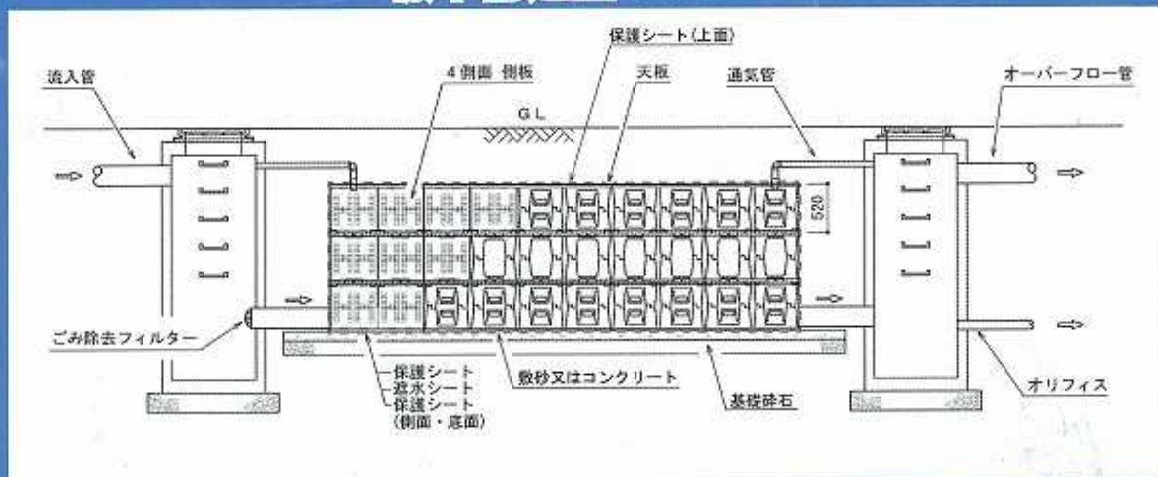 保護シート(上面)
流入管
4側面 側板
天板
通気管
オーバーフロー管
GL
520
ごみ除去フィルター
保護シート
遮水シート
保護シート
(側面・底面)
敷砂又はコンクリート
基礎砕石
オリフィス